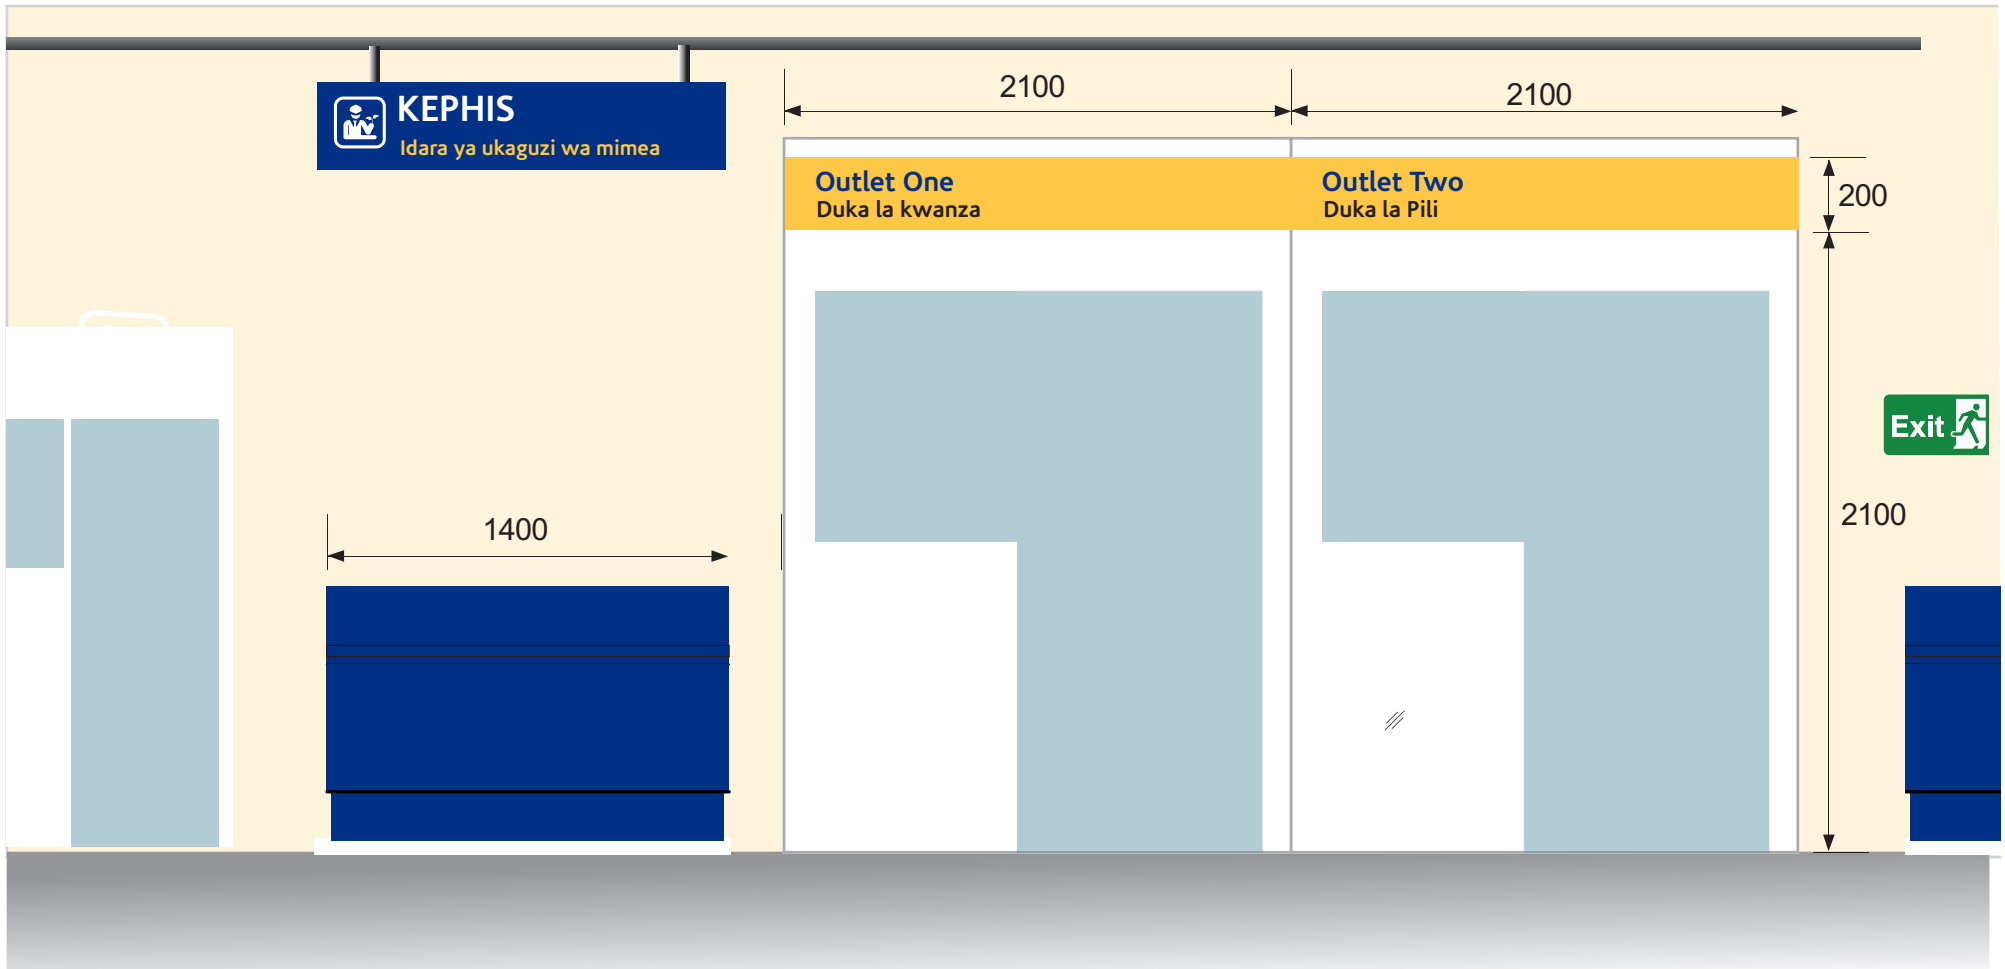 KEPHIS
Idara ya ukaguzi wa mimea
2100
2100
Outlet One
Duka la kwanza
Outlet Two
Duka la Pili
200
Exit
2100
1400